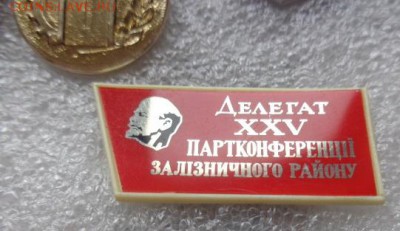 Делегат
XXV
ПАРТКОНФЕРЕНЦІЇ
ЗАЛІЗНИЧНОГО РАЙОНУ